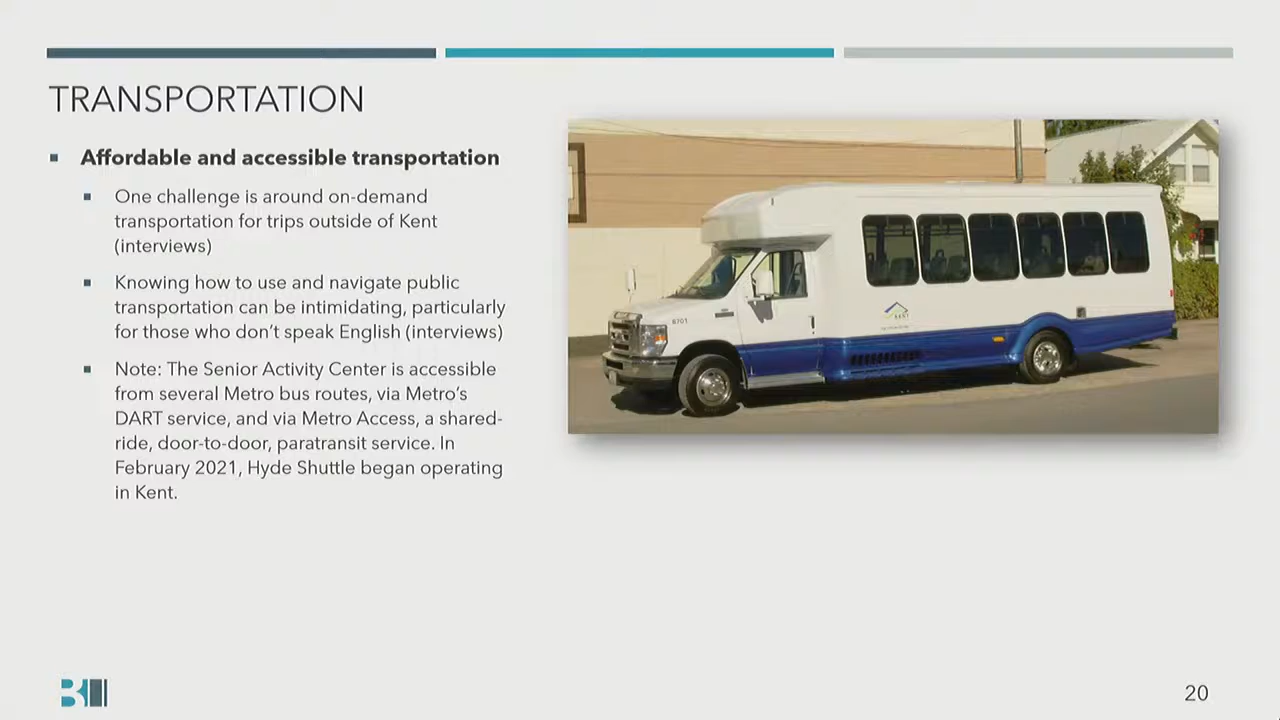 TRANSPORTATION
Affordable and accessible transportation
One challenge is around on-demand
transportation for trips outside of Kent
(interviews)
Knowing how to use and navigate public
transportation can be intimidating, particularly
for those who don't speak English (interviews)
Note: The Senior Activity Center is accessible
from several Metro bus routes, via Metro's
DART service, and via Metro Access, a shared-
ride, door-to-door, paratransit service. In
February 2021, Hyde Shuttle began operating
in Kent.
8701
KENT
20